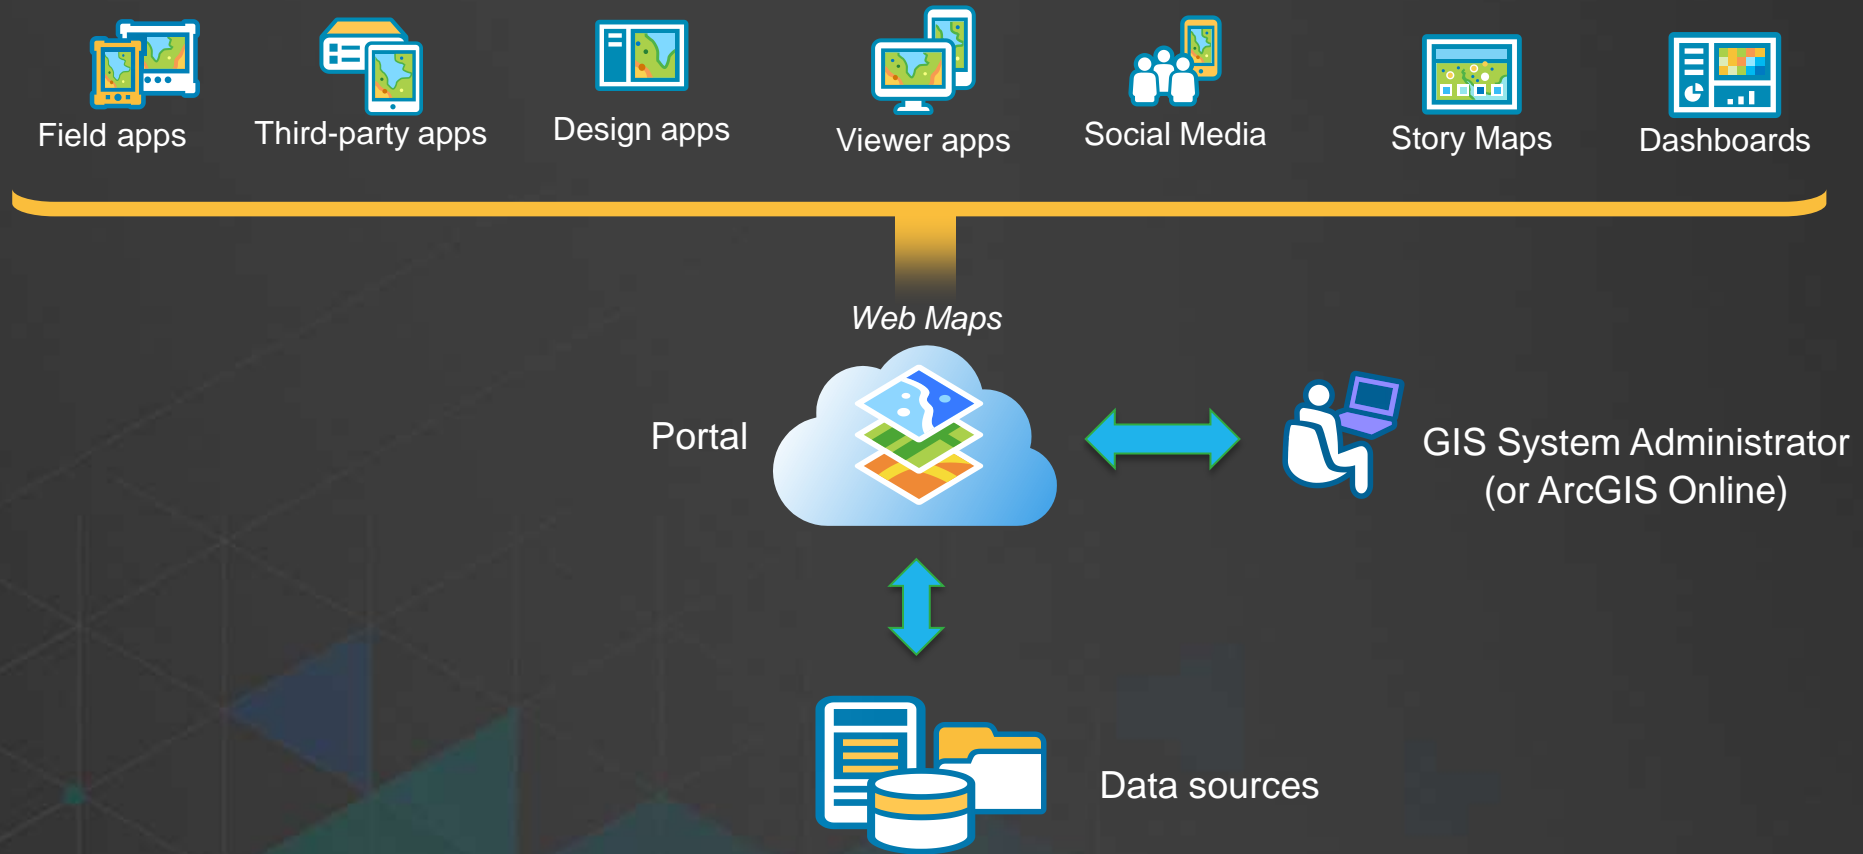 Field apps
Third-party apps
Design apps
Viewer apps
Social Media
Story Maps
Dashboards
Web Maps
Portal
GIS System Administrator
(or ArcGIS Online)
Data sources